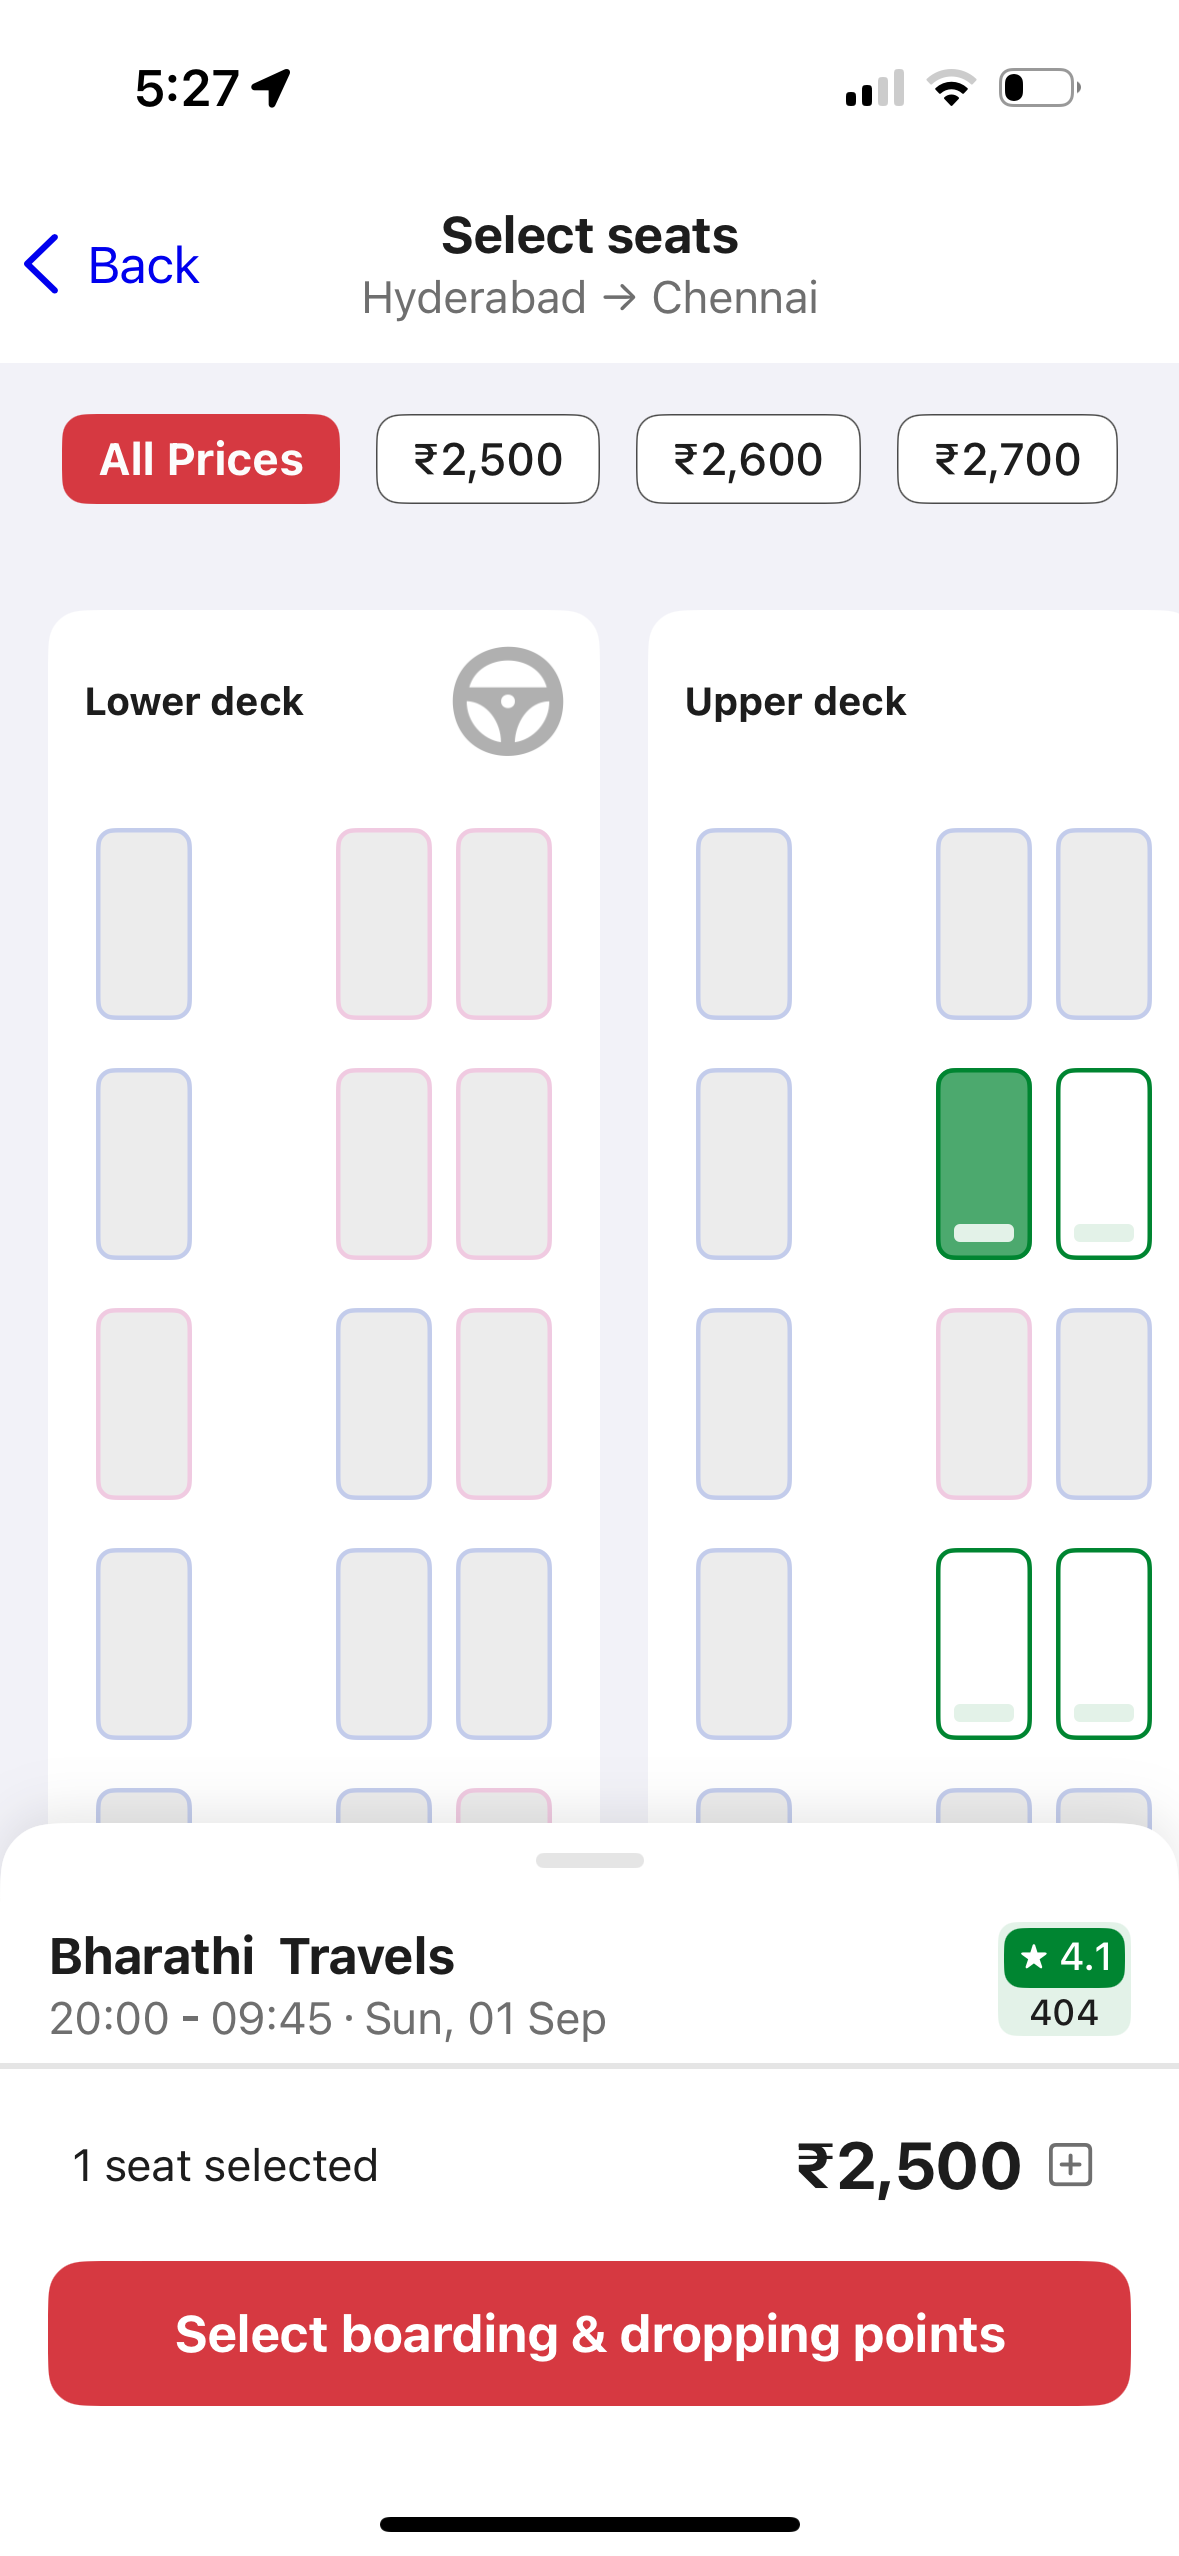 5:27
Back
Select seats
Hyderabad → Chennai
All Prices
₹2,500
₹2,600
₹2,700
Lower deck
Upper deck
Bharathi  Travels
20:00 - 09:45 · Sun, 01 Sep
★ 4.1
404
1 seat selected
₹2,500
Select boarding & dropping points